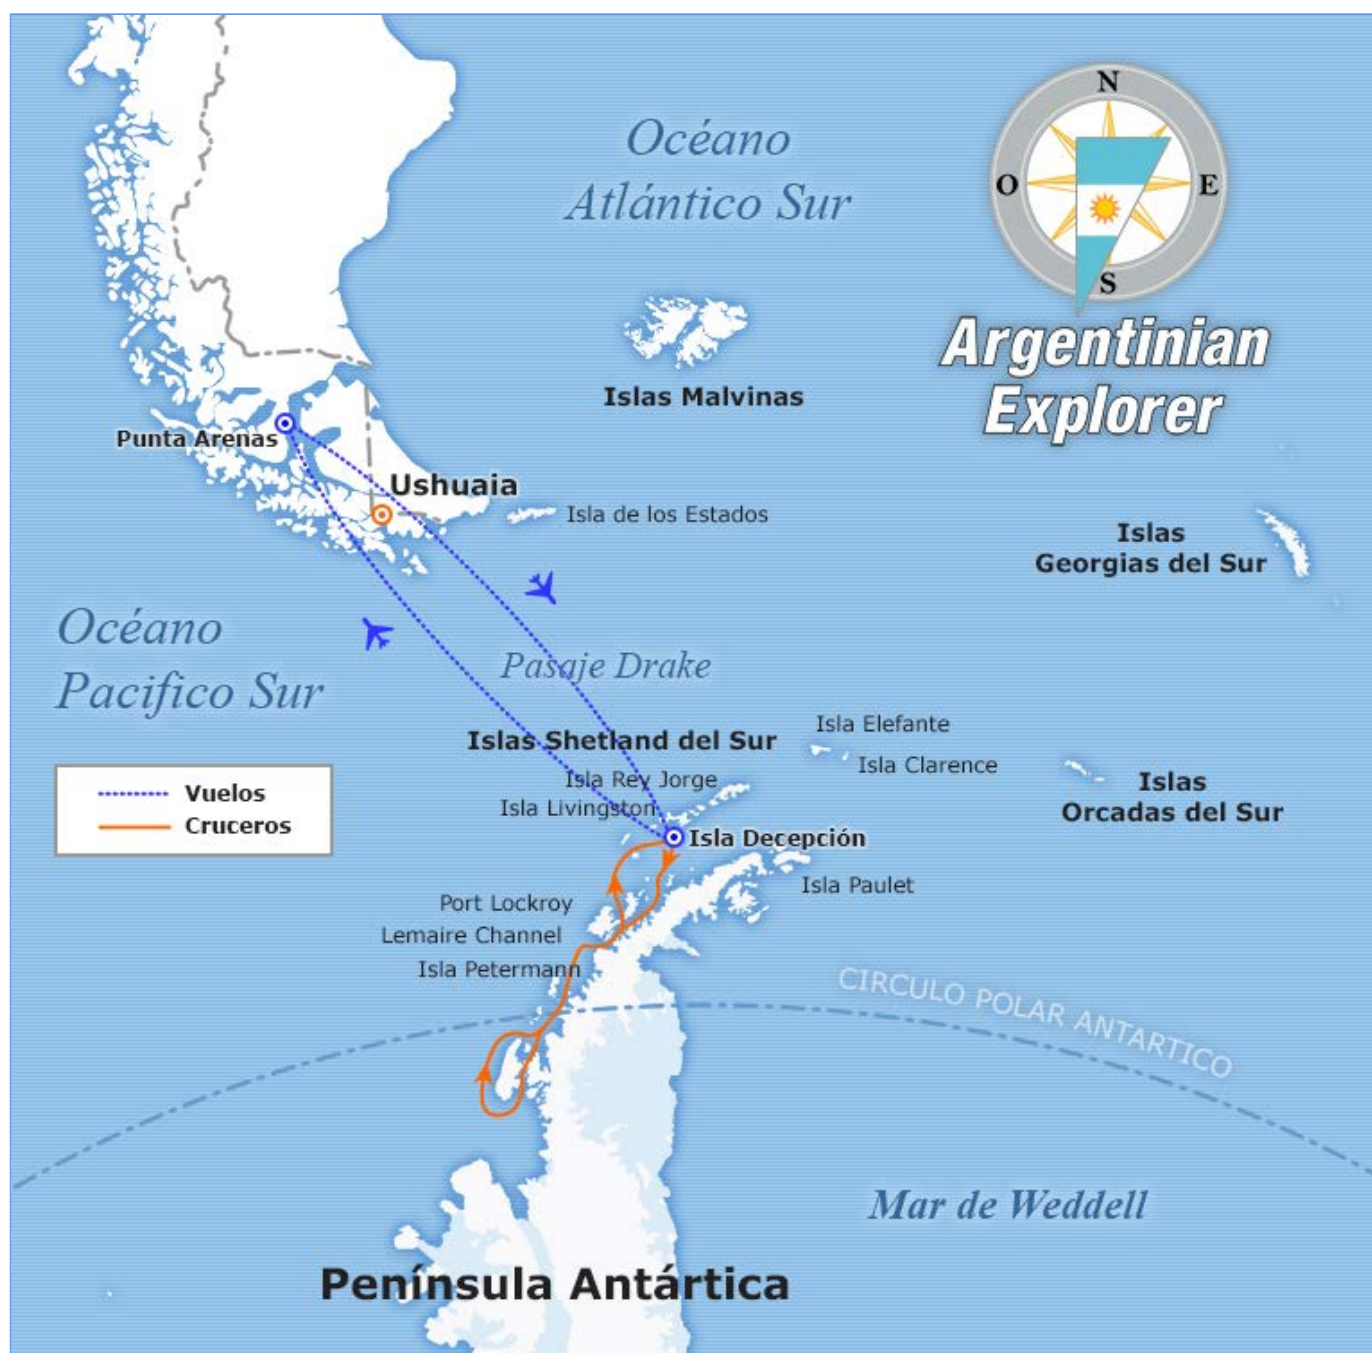 N
O
E
S
Océano
Atlántico Sur
Argentinian
Explorer
Islas Malvinas
Punta Arenas
Ushuaia
Isla de los Estados
Islas
Georgias del Sur
Océano
Pacifico Sur
Pasaje Drake
Isla Elefante
Islas Shetland del Sur
Isla Clarence
Isla Rey Jorge
Islas
Orcadas del Sur
Vuelos
Cruceros
Isla Livingston
Isla Decepción
Isla Paulet
Port Lockroy
Lemaire Channel
Isla Petermann
CIRCULO POLAR ANTARTICO
Mar de Weddell
Península Antártica